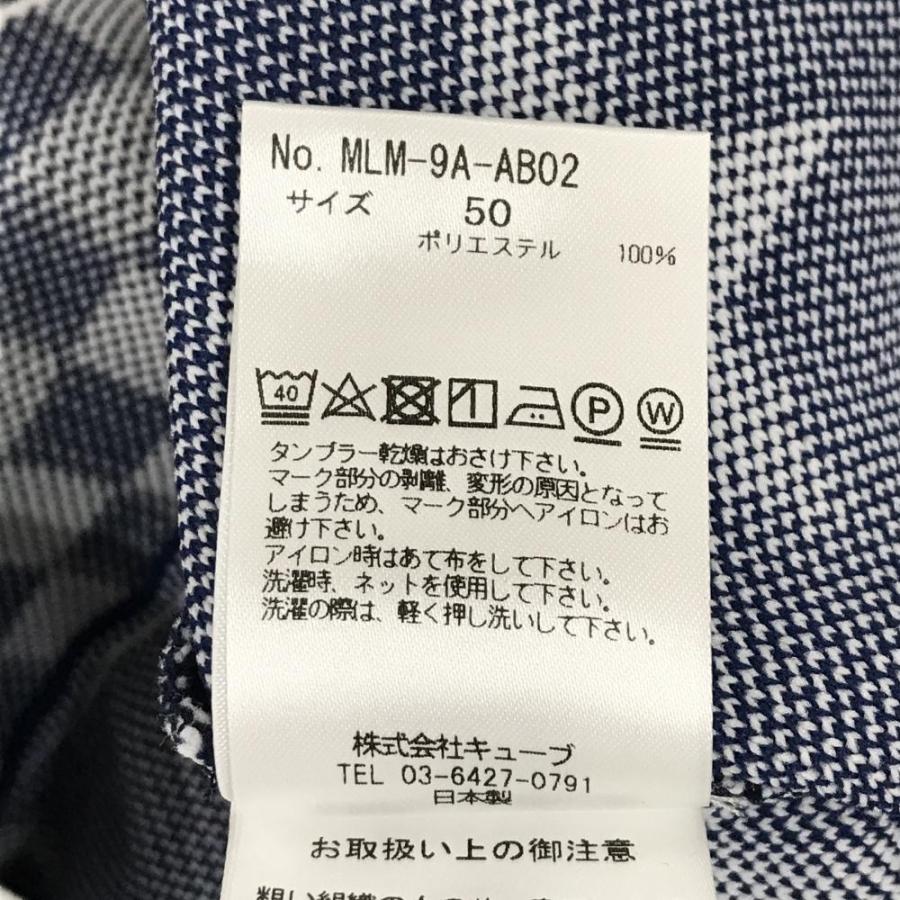 No. MLM-9A-AB02
サイズ 50
ポリエステル 100%
40 P W
タンブラー乾燥はおさけ下さい。
マーク部分の剥離、変形の原因となって
しまうため、マーク部分へアイロンはお
避け下さい。
アイロン時はあて布をして下さい。
洗濯時、ネットを使用して下さい。
洗濯の際は、軽く押し洗いして下さい。
株式会社キューブ
TEL 03-6427-0791
日本製
お取扱い上の御注意
粗い組織の